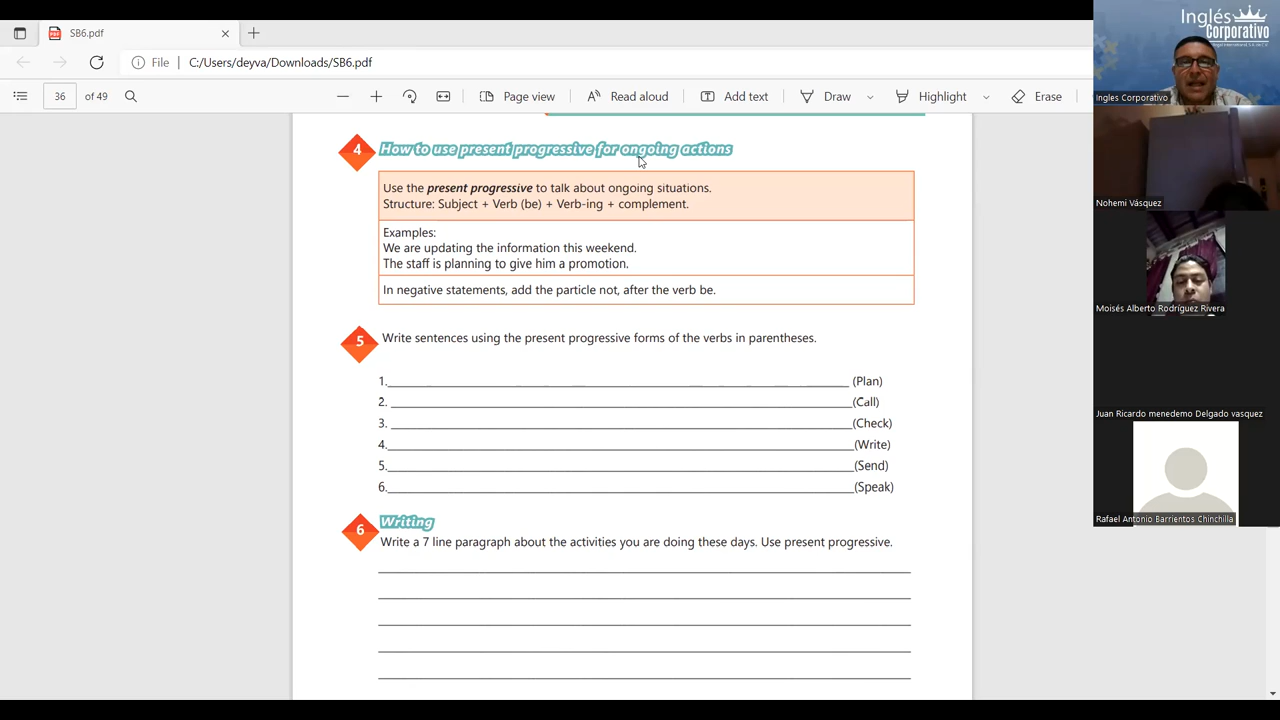 SB6.pdf
File
C:/Users/deyva/Downloads/SB6.pdf
36 of 49
Page view
Read aloud
Add text
Draw
Highlight
Erase
4 How to use present progressive for ongoing actions
Use the present progressive to talk about ongoing situations.
Structure: Subject + Verb (be) + Verb-ing + complement.
Examples:
We are updating the information this weekend.
The staff is planning to give him a promotion.
In negative statements, add the particle not, after the verb be.
5 Write sentences using the present progressive forms of the verbs in parentheses.
1. (Plan)
2. (Call)
3. (Check)
4. (Write)
5. (Send)
6. (Speak)
6 Writing
Write a 7 line paragraph about the activities you are doing these days. Use present progressive.
Inglés
Corporativo
Ingles Corporativo
Nohemi Vásquez
Moisés Alberto Rodríguez Rivera
Juan Ricardo menedemo Delgado vasquez
Rafael Antonio Barrientos Chinchilla